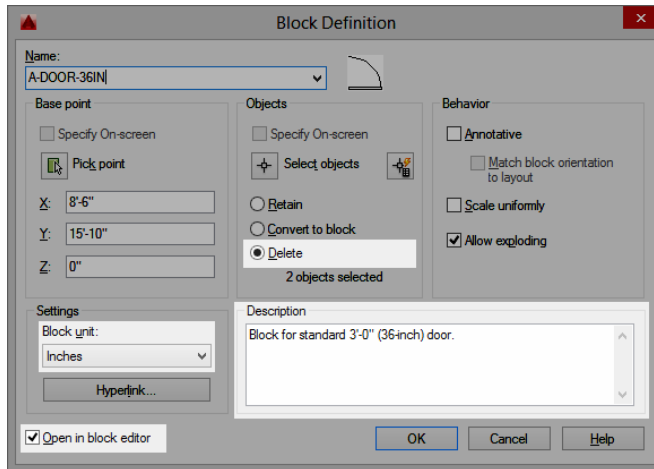 Block Definition
Name:
A-DOOR-36IN
Base point
Specify On-screen
Pick point
X: 8'-6"
Y: 15'-10"
Z: 0"
Objects
Specify On-screen
Select objects
Retain
Convert to block
Delete
2 objects selected
Behavior
Annotative
Match block orientation
to layout
Scale uniformly
Allow exploding
Settings
Block unit:
Inches
Hyperlink...
Description
Block for standard 3'-0" (36-inch) door.
Open in block editor
OK
Cancel
Help